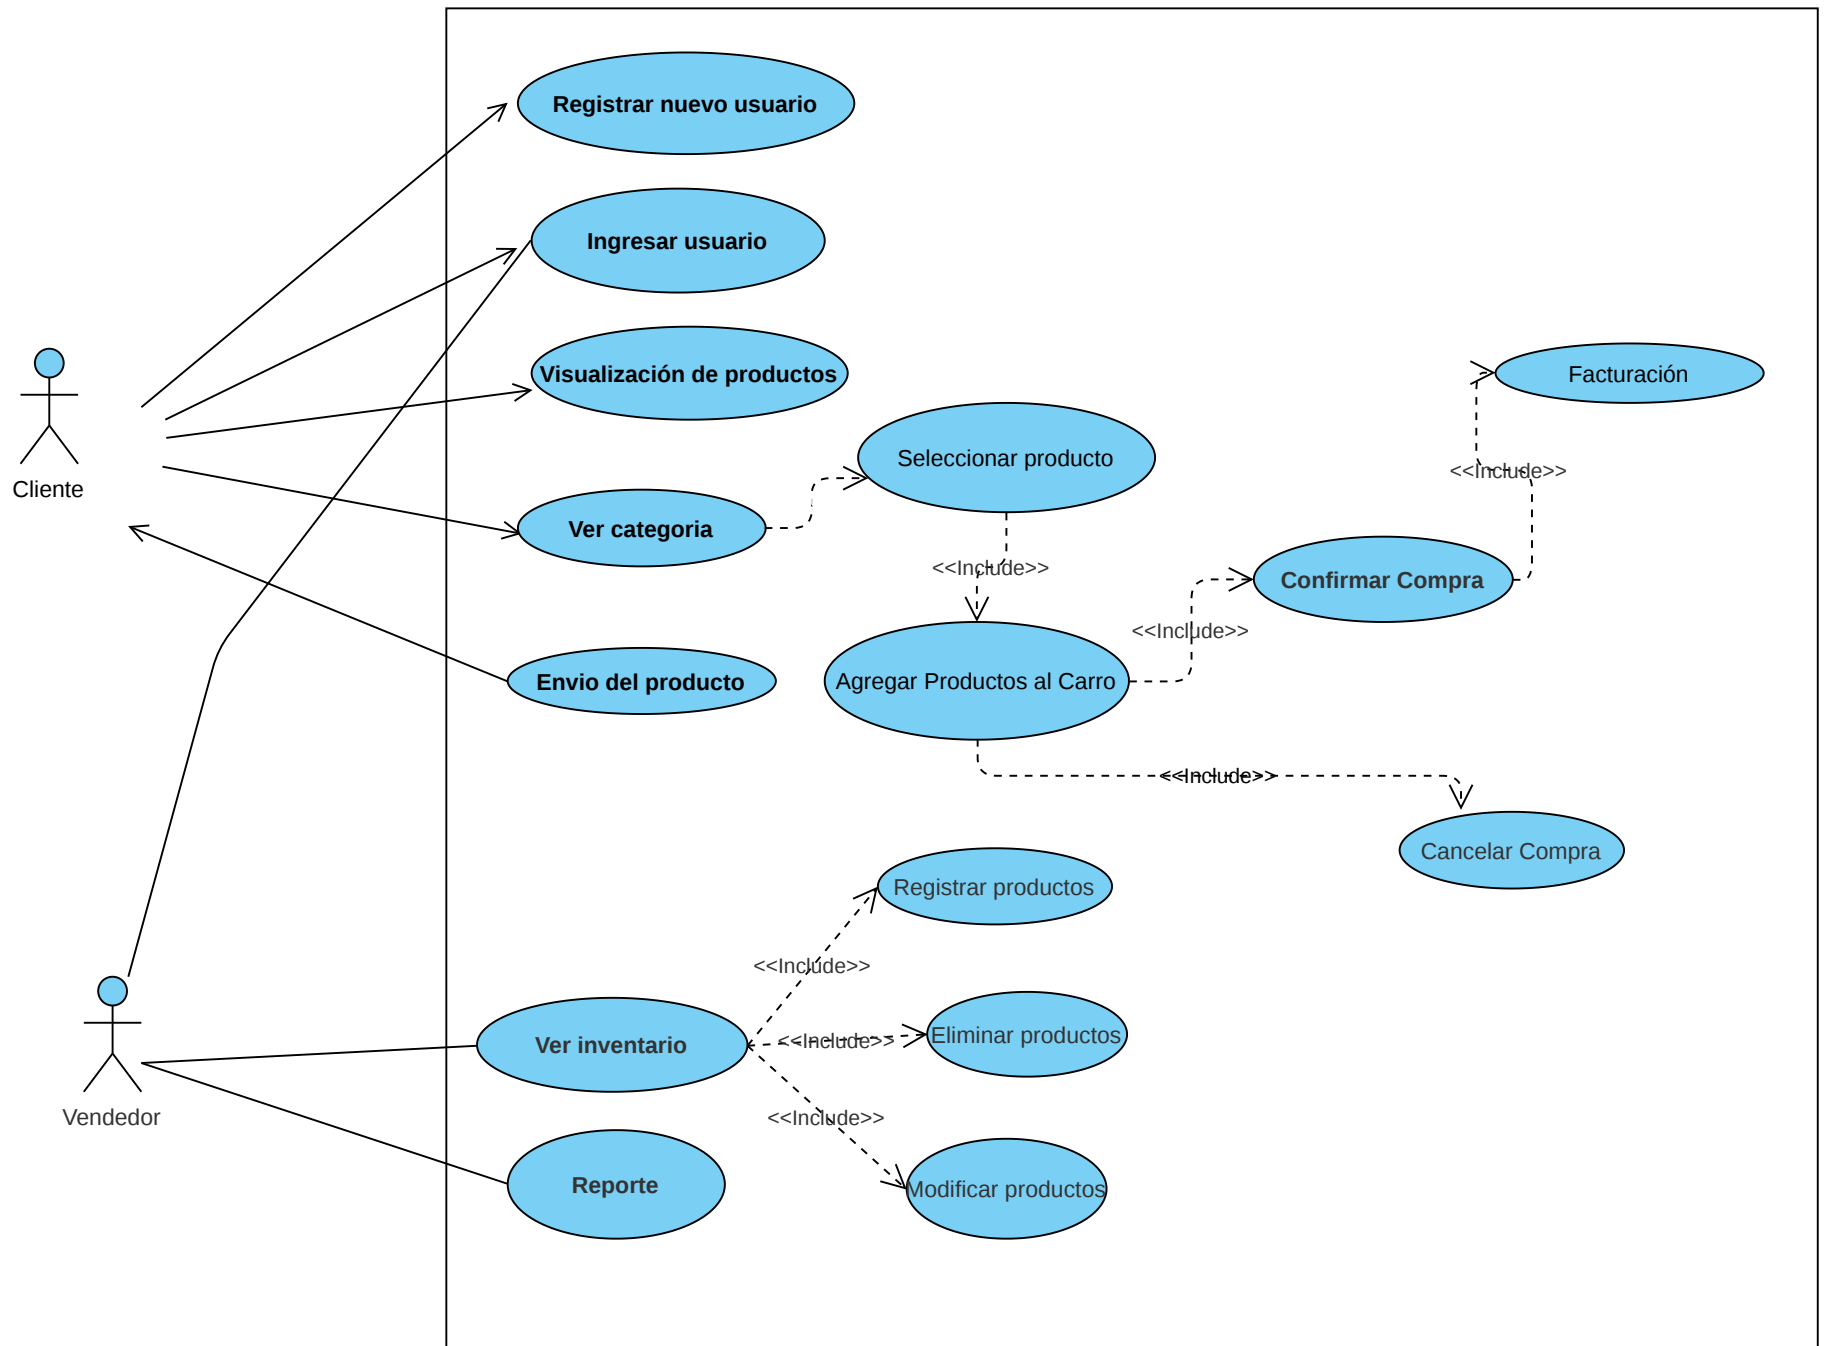 Registrar nuevo usuario
Ingresar usuario
Visualización de productos
Facturación
Seleccionar producto
<<Include>>
Cliente
Ver categoria
<<Include>>
Confirmar Compra
<<Include>>
Envio del producto
Agregar Productos al Carro
<<Include>>
Cancelar Compra
Registrar productos
<<Include>>
Ver inventario
<<Include>>
Eliminar productos
Vendedor
<<Include>>
Reporte
Modificar productos